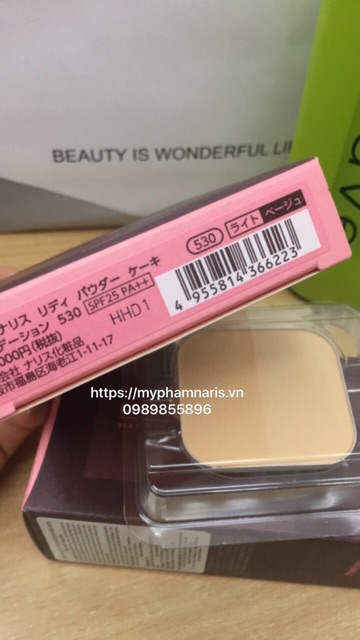 BEAUTY IS WONDERFUL LI
530 ライト ベージュ
ナリス リディ パウダー ケーキ
デーション 530 SPF25 PA++
000円(税抜) HHD1
会社 ナリス化粧品
阪市福島区海老江1-11-17
4 955814 366223
https://myphamnaris.vn
0989855896